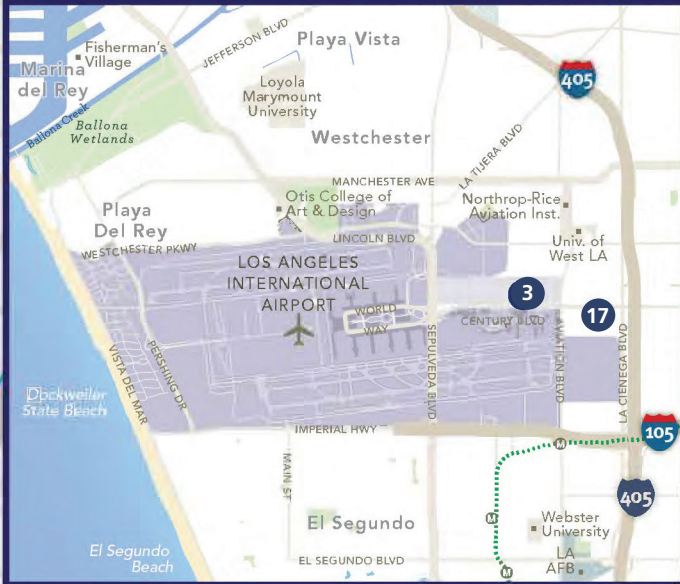 JEFFERSON BLVD
Playa Vista
Fisherman's
Village
Marina
del Rey
405
Loyola
Marymount
University
Ballona Creek
Ballona
Wetlands
Westchester
LA TIJERA BLVD
MANCHESTER AVE
Otis College of
Art & Design
Northrop-Rice
Aviation Inst.
Playa
Del Rey
LINCOLN BLVD
Univ. of
West LA
WESTCHESTER PKWY
LOS ANGELES
INTERNATIONAL
AIRPORT
3
17
WORLD
WAY
CENTURY BLVD
SEPULVEDA BLVD
AVIATION BLVD
LA CIENEGA BLVD
VISTA DEL MAR
PERSHING DR
Dockweiler
State Beach
IMPERIAL HWY
105
M
MAIN ST
405
El Segundo
M
Webster
University
El Segundo
Beach
EL SEGUNDO BLVD
LA
AFB
M